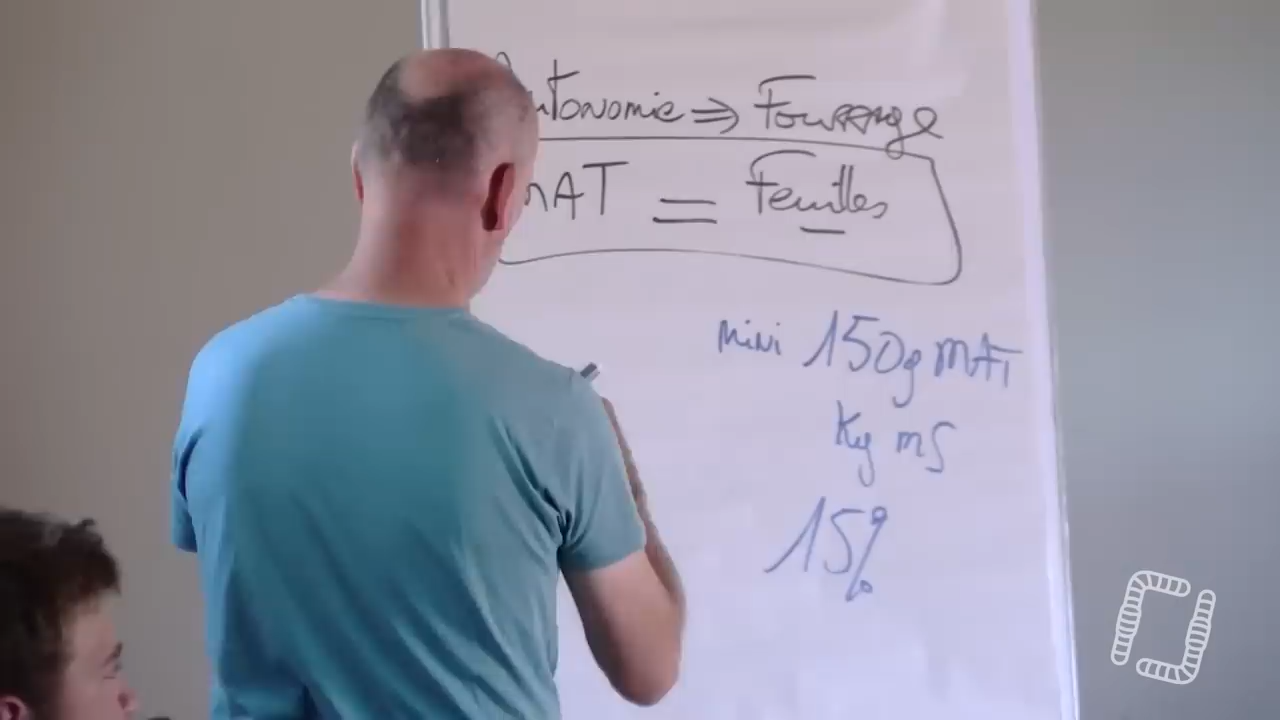 Autonomie ⇒ Fourrage
MAT = Feuilles
mini 150g MAT
Kg mS
15%